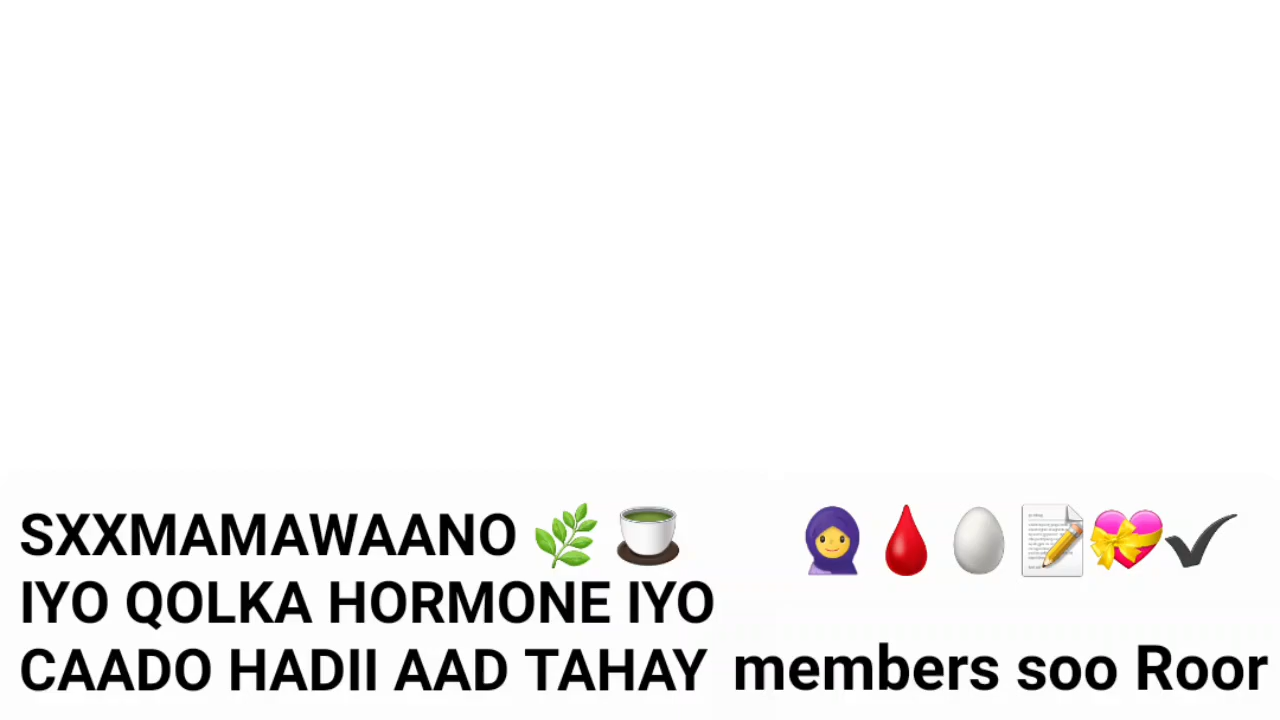 SXXMAMAWAANO 🌿🍵
IYO QOLKA HORMONE IYO
CAADO HADII AAD TAHAY
🧕🩸🥚📝💝✔
members soo Roor